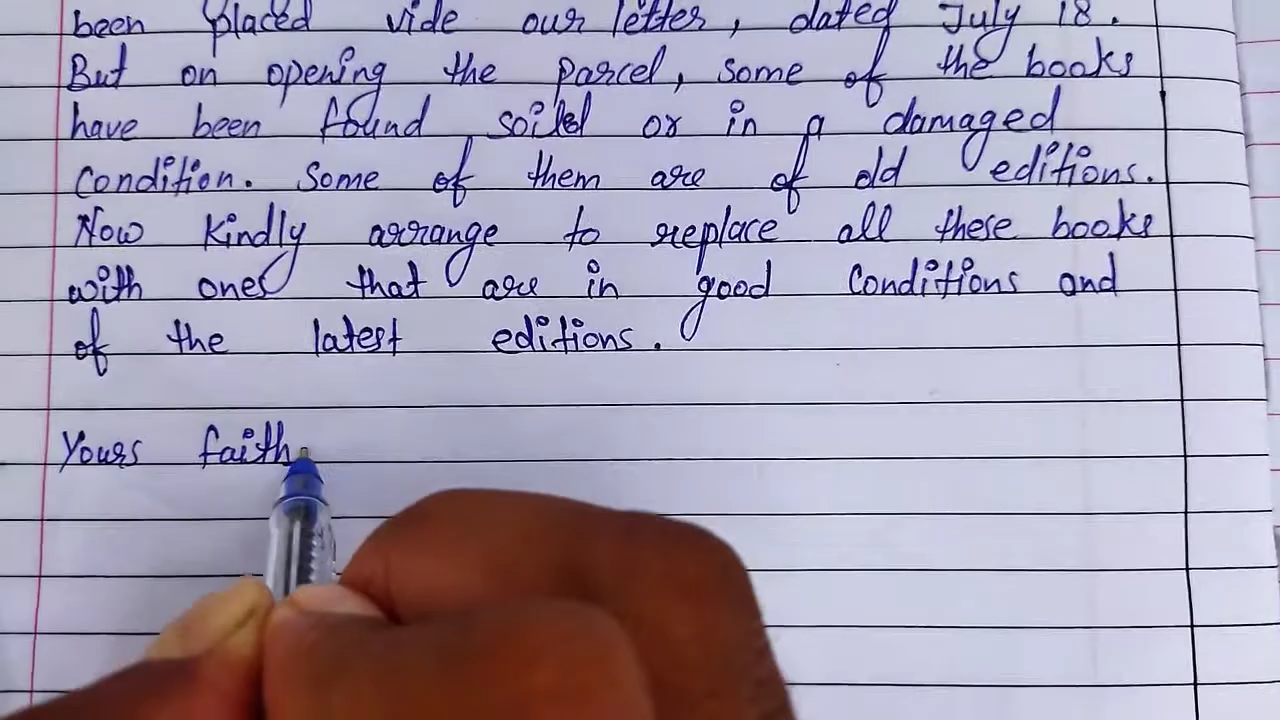 been placed vide our letter, dated July 18.
But on opening the parcel, some of the books
have been found soiled or in a damaged
condition. Some of them are of old editions.
Now kindly arrange to replace all these books
with ones that are in good conditions and
of the latest editions.
Yours faith